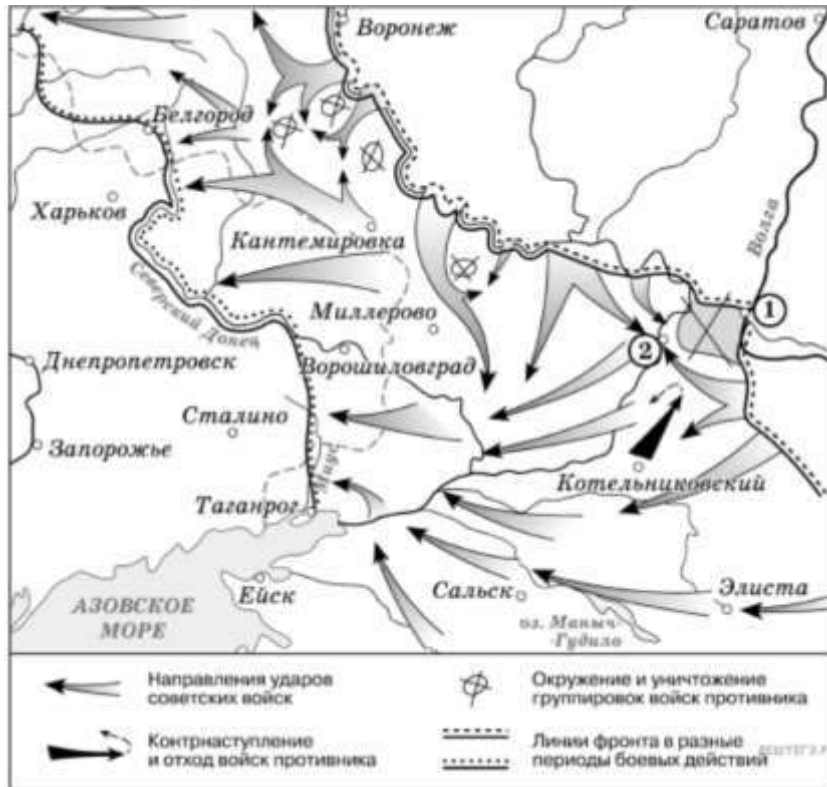 Воронеж
Саратов
Белгород
Харьков
Волга
Кантемировка
Северский Донец
Миллерово
1
2
Днепропетровск
Ворошиловград
Сталино
Запорожье
Котельниковский
Миус
Таганрог
Ейск
Сальск
Элиста
АЗОВСКОЕ
МОРЕ
оз. Маныч-
-Гудило
Направления ударов
советских войск
Окружение и уничтожение
группировок войск противника
Контрнаступление
и отход войск противника
Линии фронта в разные
периоды боевых действий